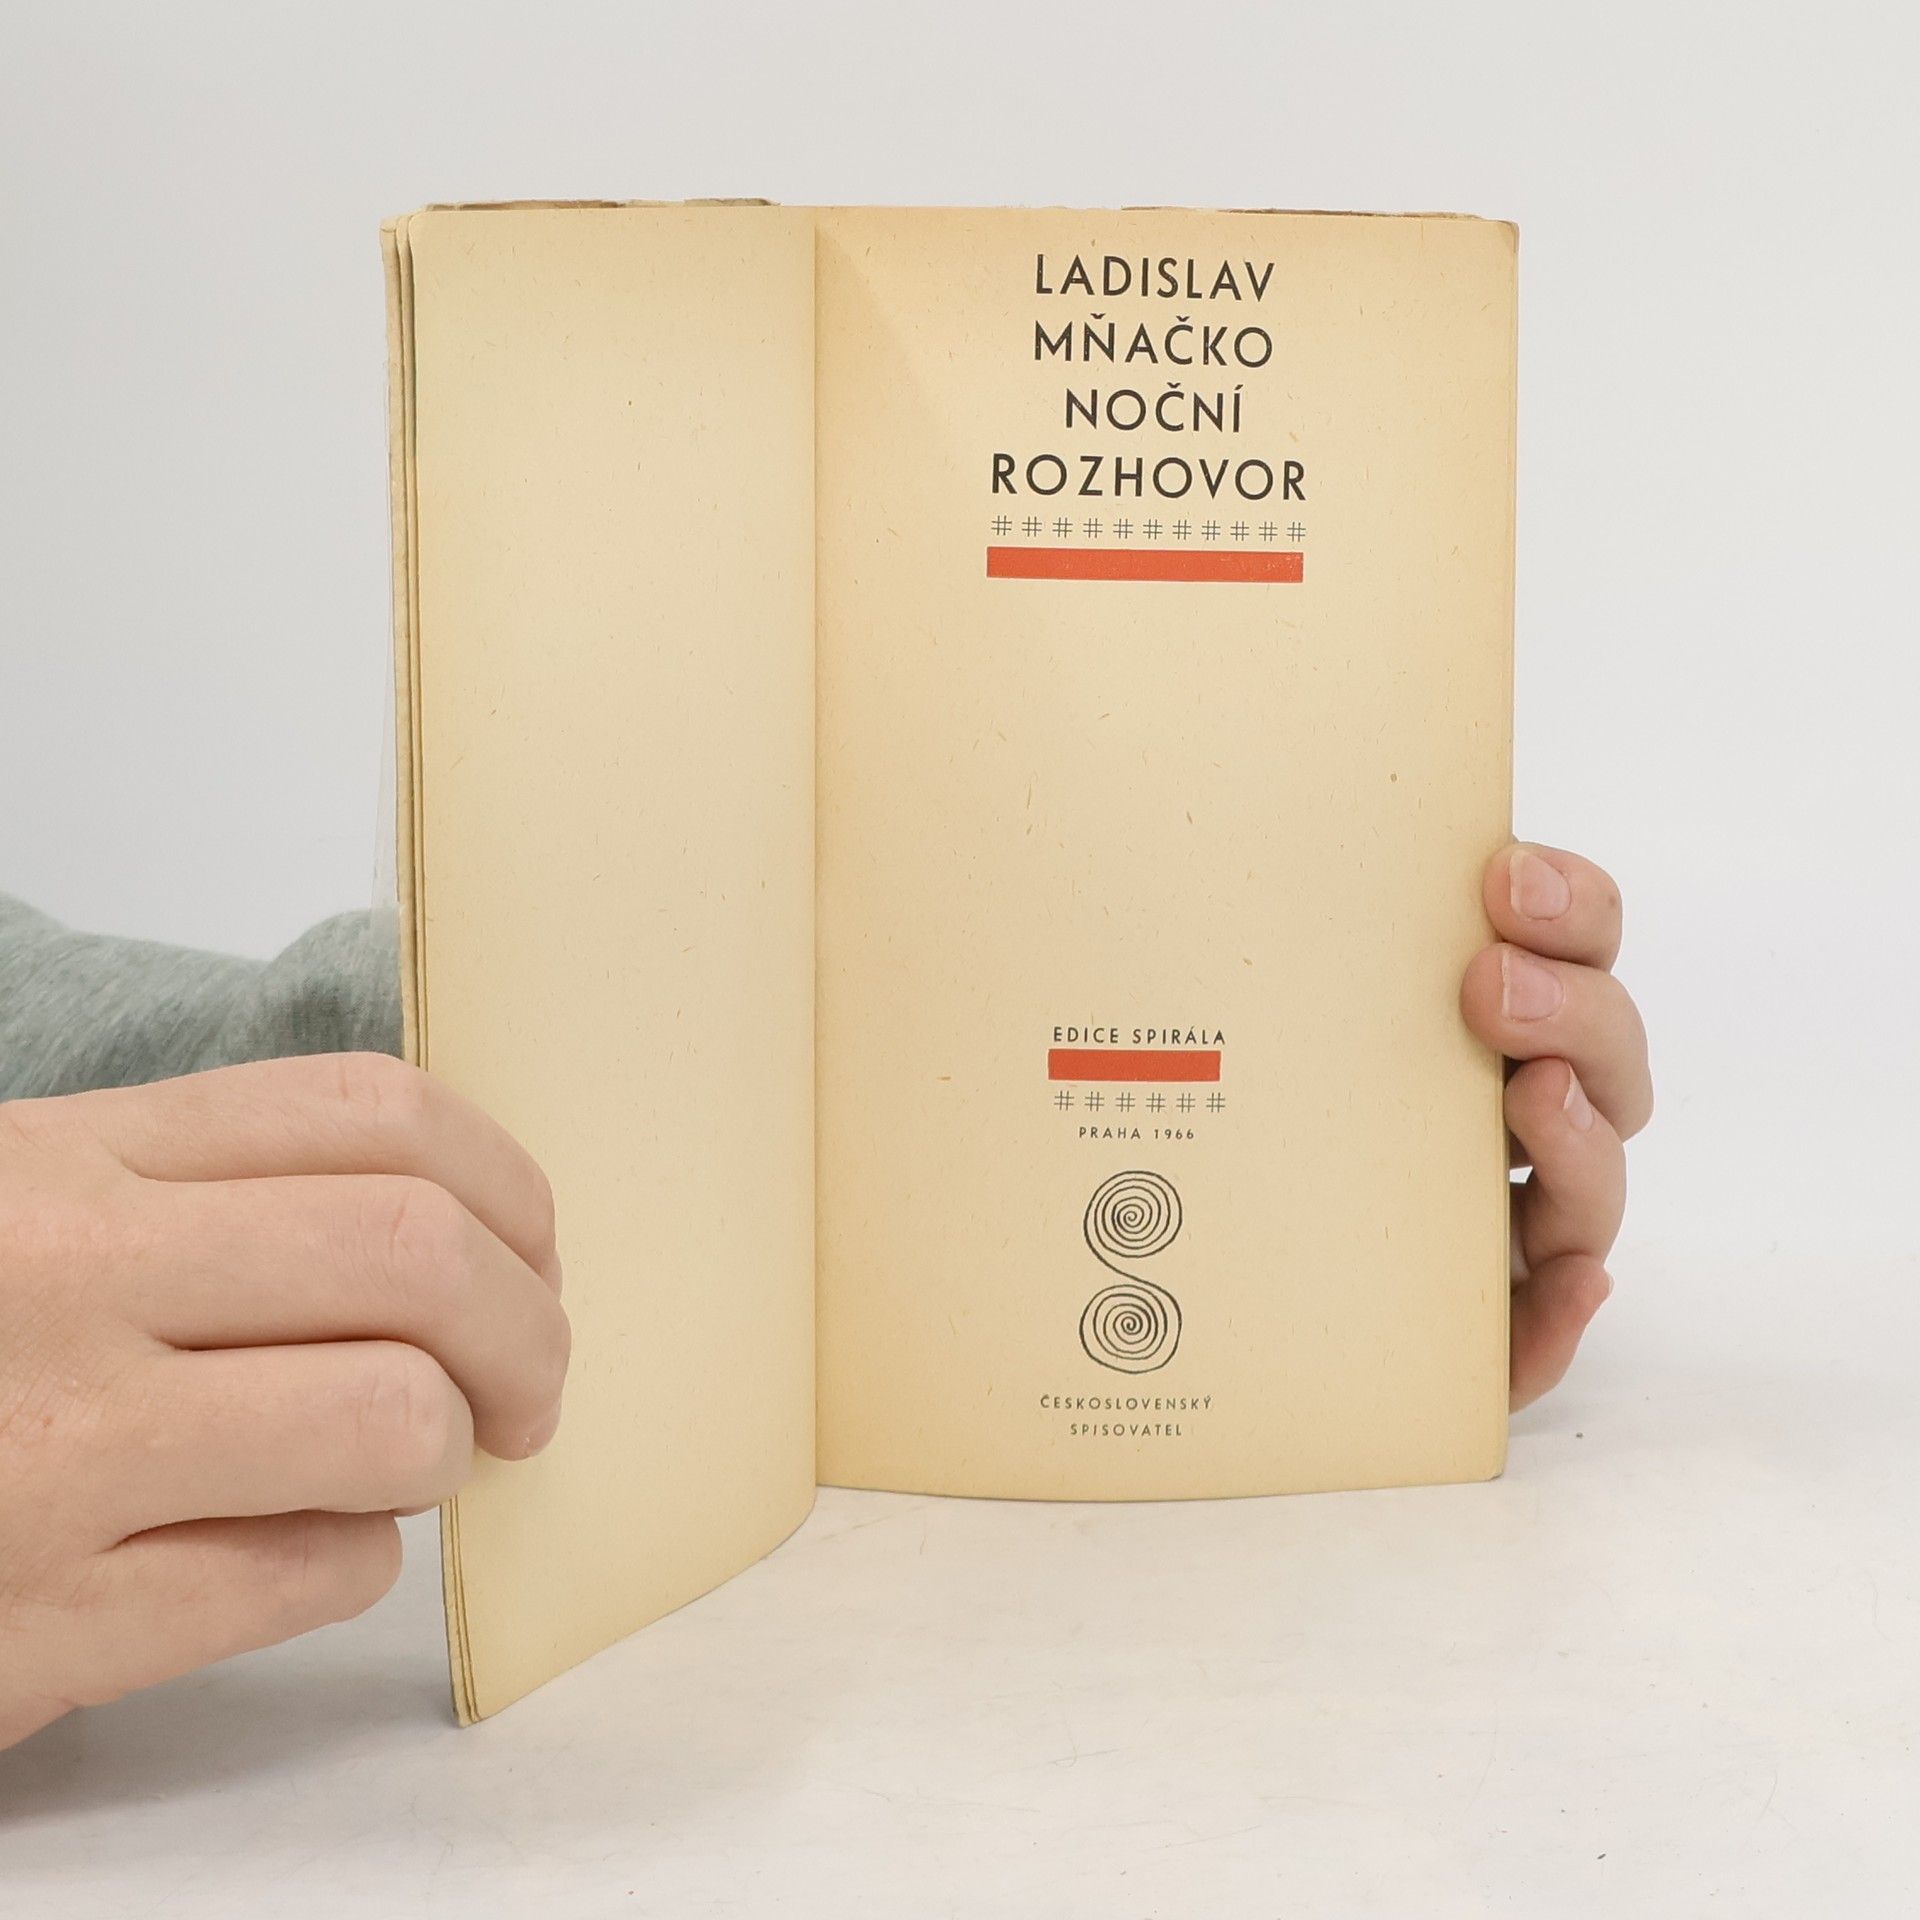 LADISLAV
MŇAČKO
NOČNÍ
ROZHOVOR
# # # # # # # # # # #
EDICE SPIRÁLA
# # # # # #
PRAHA 1966
ČESKOSLOVENSKÝ
SPISOVATEL